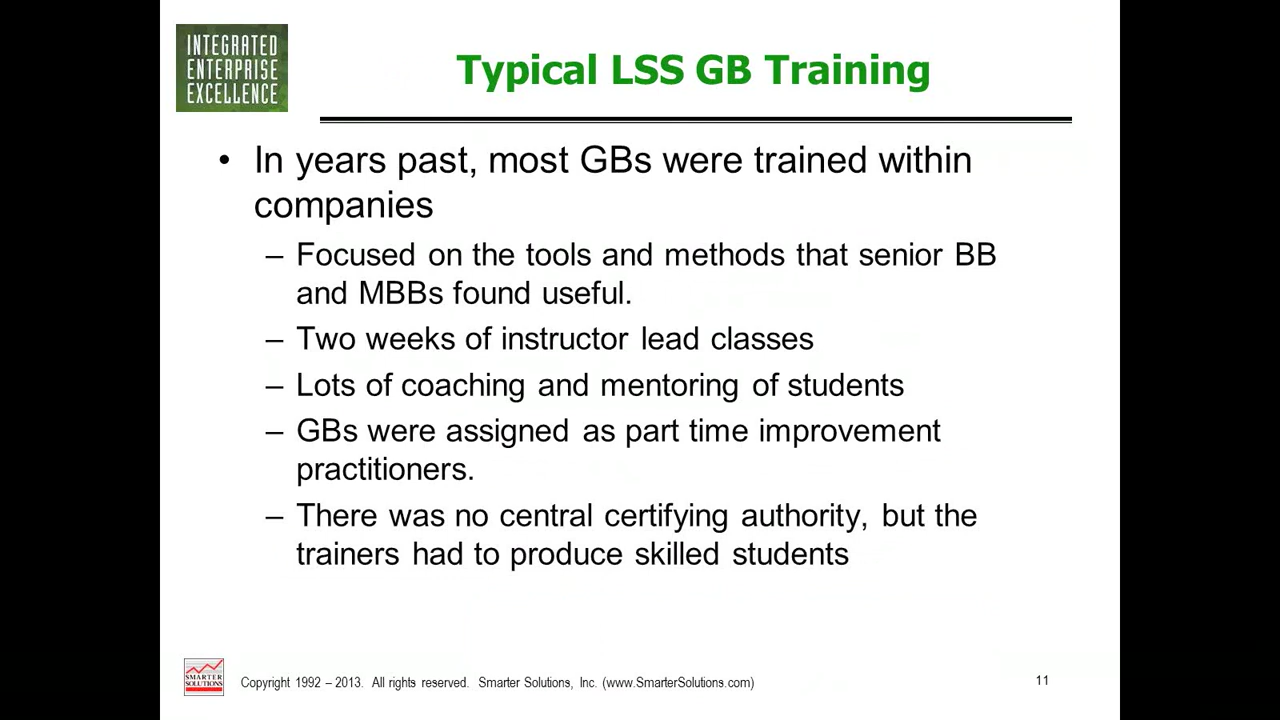 INTEGRATED
ENTERPRISE
EXCELLENCE
Typical LSS GB Training
• In years past, most GBs were trained within
companies
– Focused on the tools and methods that senior BB
and MBBs found useful.
– Two weeks of instructor lead classes
– Lots of coaching and mentoring of students
– GBs were assigned as part time improvement
practitioners.
– There was no central certifying authority, but the
trainers had to produce skilled students
SMARTER
SOLUTIONS
Copyright 1992 – 2013. All rights reserved. Smarter Solutions, Inc. (www.SmarterSolutions.com)
11